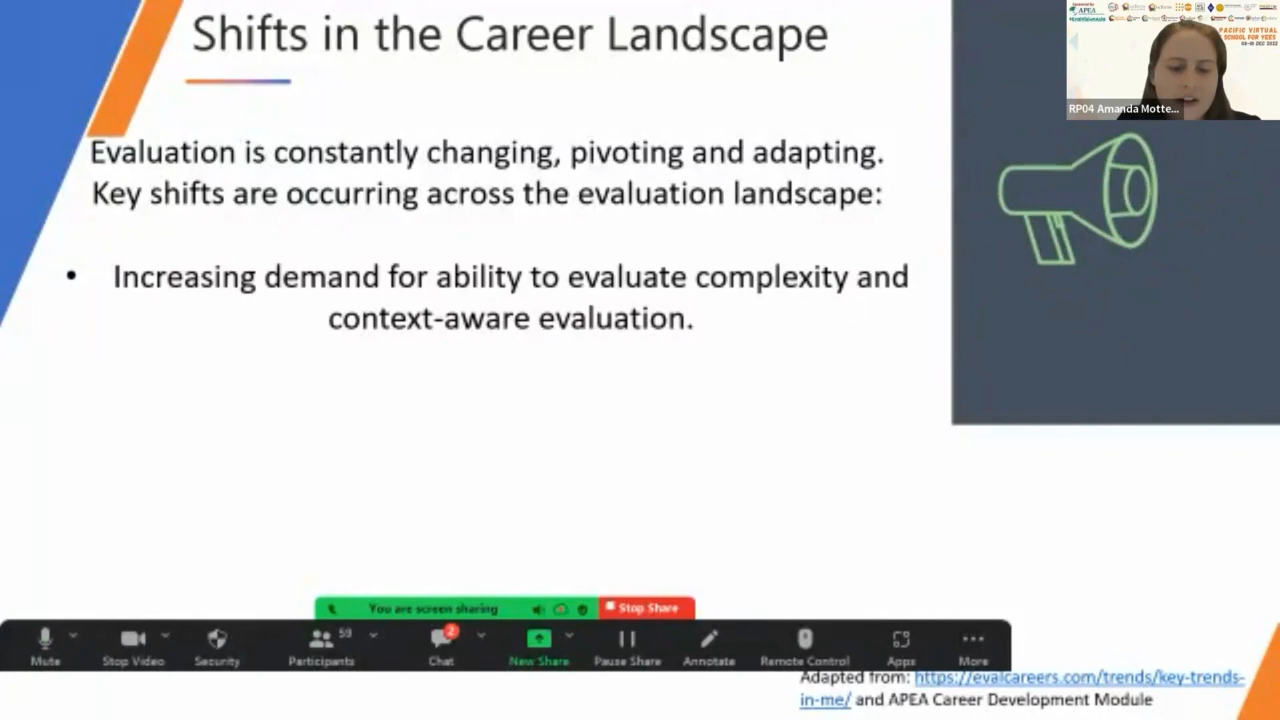 Shifts in the Career Landscape
APEA
PACIFIC VIRTUAL
SCHOOL FOR YEES
RP04 Amanda Motte...
Evaluation is constantly changing, pivoting and adapting.
Key shifts are occurring across the evaluation landscape:
• Increasing demand for ability to evaluate complexity and
context-aware evaluation.
You are screen sharing
Stop Share
59
2
Mute
Stop Video
Security
Participants
Chat
New Share
Pause Share
Annotate
Remote Control
Apps
More
Adapted from: https://evalcareers.com/trends/key-trends-
in-me/ and APEA Career Development Module